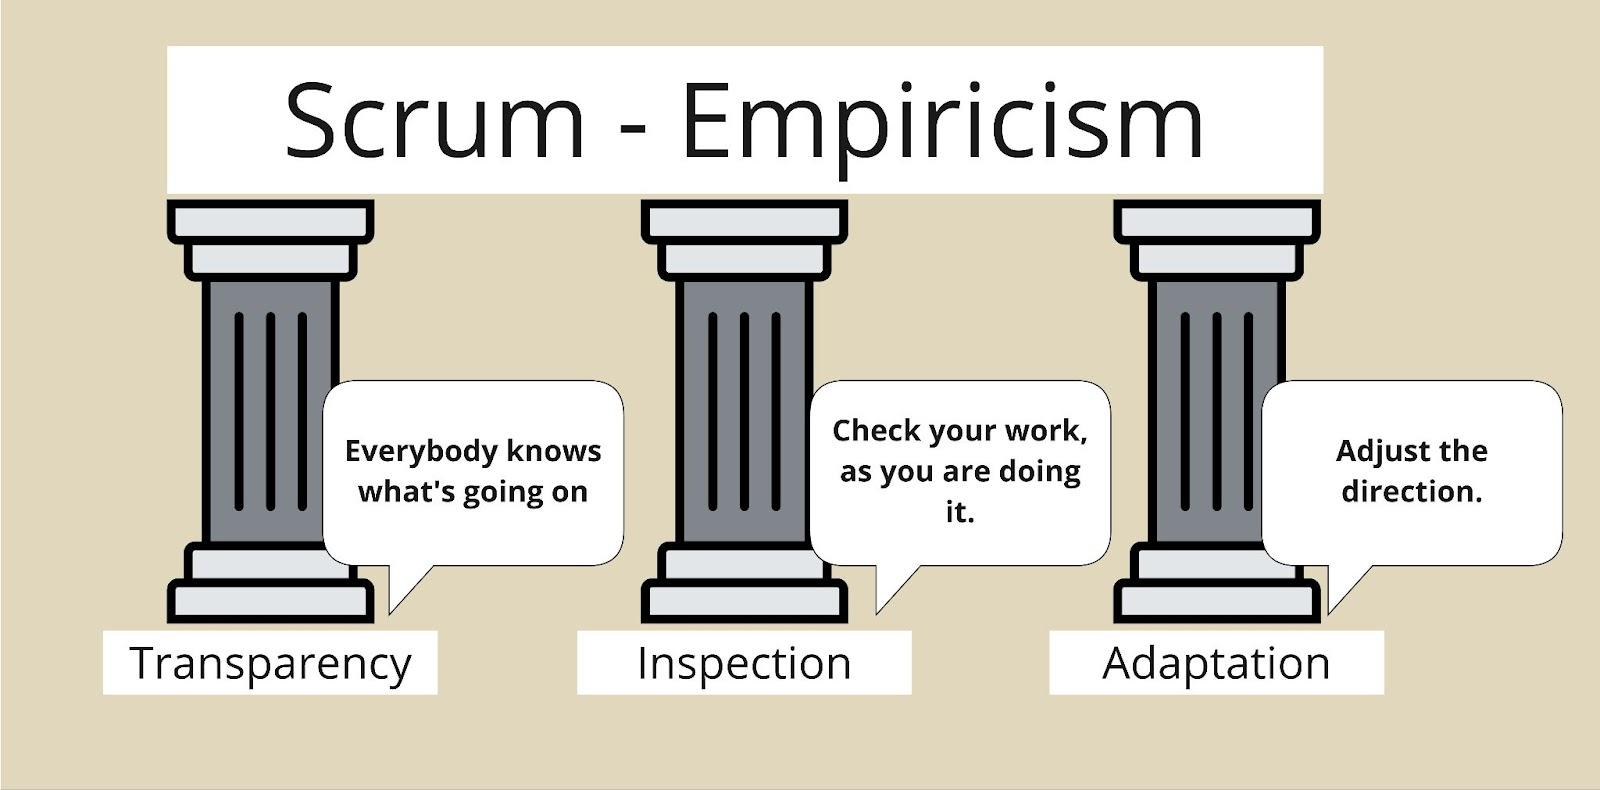 Scrum - Empiricism
Everybody knows
what's going on
Check your work,
as you are doing
it.
Adjust the
direction.
Transparency
Inspection
Adaptation